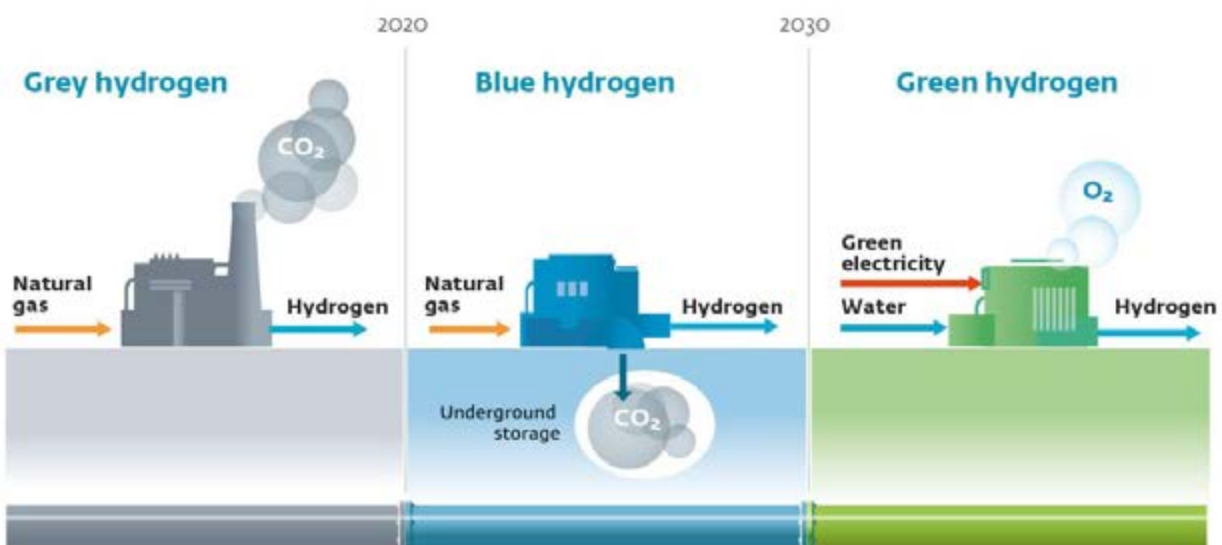 2020
2030
Grey hydrogen
Blue hydrogen
Green hydrogen
CO₂
Natural
gas
Hydrogen
Natural
gas
Hydrogen
Underground
storage
CO₂
O₂
Green
electricity
Water
Hydrogen